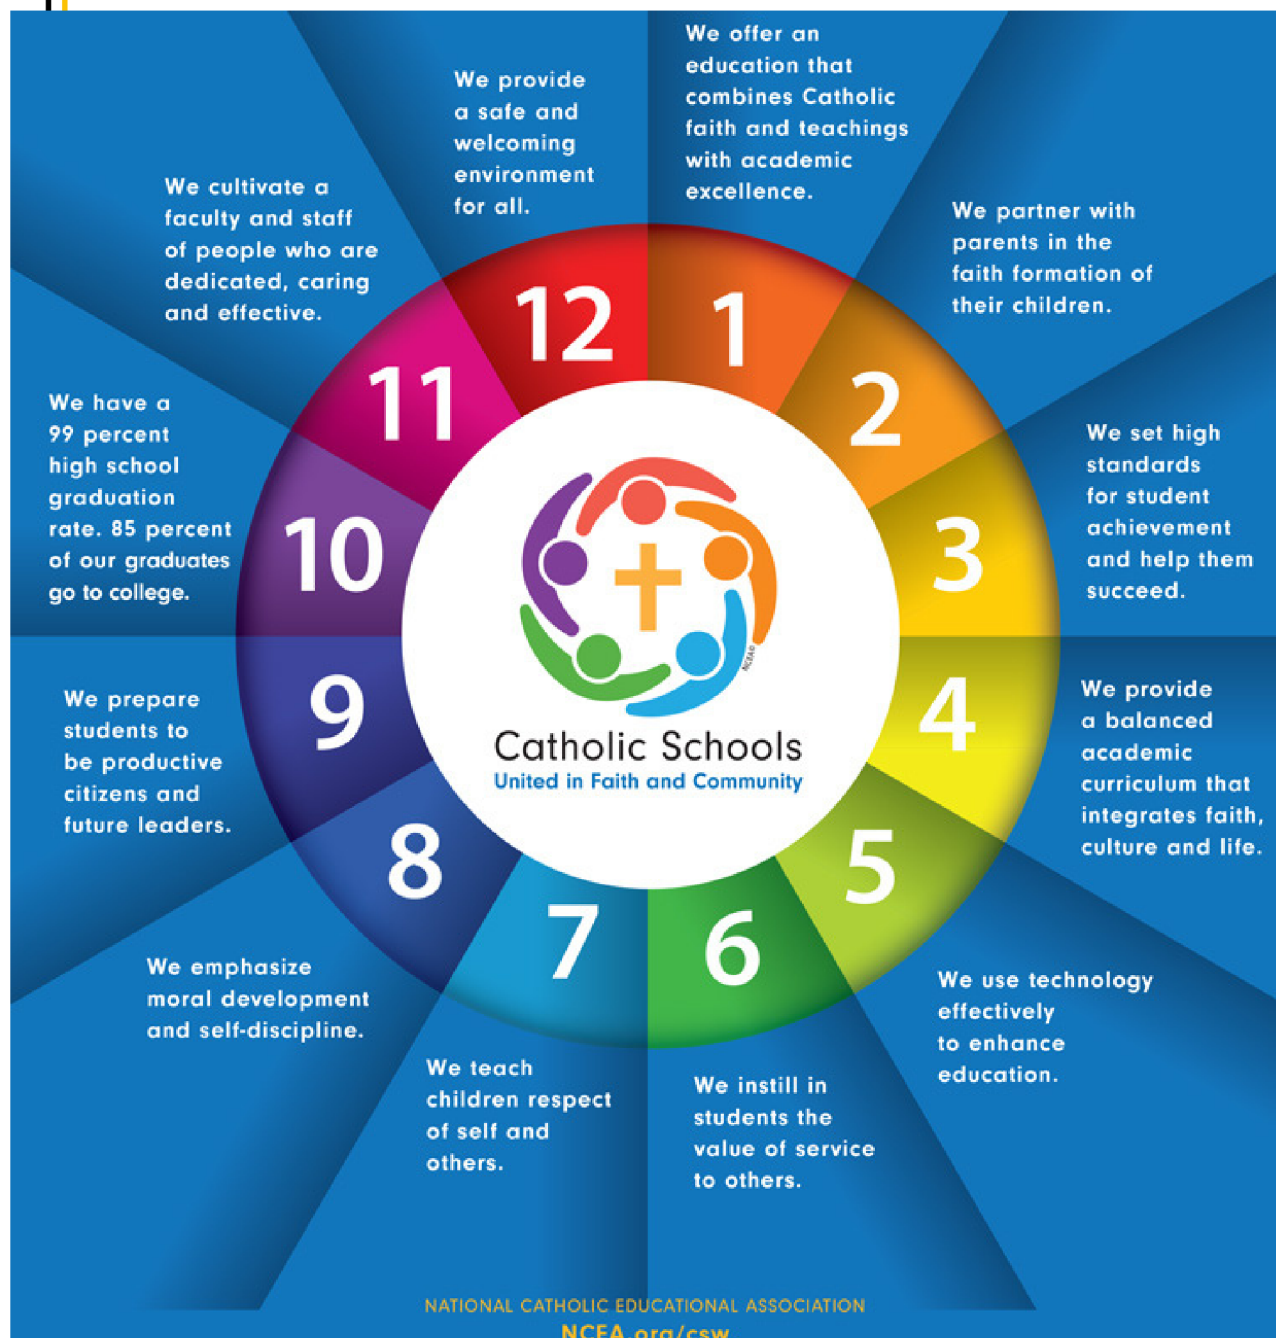 We offer an
education that
combines Catholic
faith and teachings
with academic
excellence.
1
We partner with
parents in the
faith formation of
their children.
2
We set high
standards
for student
achievement
and help them
succeed.
3
We provide
a balanced
academic
curriculum that
integrates faith,
culture and life.
4
We use technology
effectively
to enhance
education.
5
We instill in
students the
value of service
to others.
6
We teach
children respect
of self and
others.
7
We emphasize
moral development
and self-discipline.
8
We prepare
students to
be productive
citizens and
future leaders.
9
We have a
99 percent
high school
graduation
rate. 85 percent
of our graduates
go to college.
10
We cultivate a
faculty and staff
of people who are
dedicated, caring
and effective.
11
We provide
a safe and
welcoming
environment
for all.
12
NCEA©
Catholic Schools
United in Faith and Community
NATIONAL CATHOLIC EDUCATIONAL ASSOCIATION
NCEA.org/csw